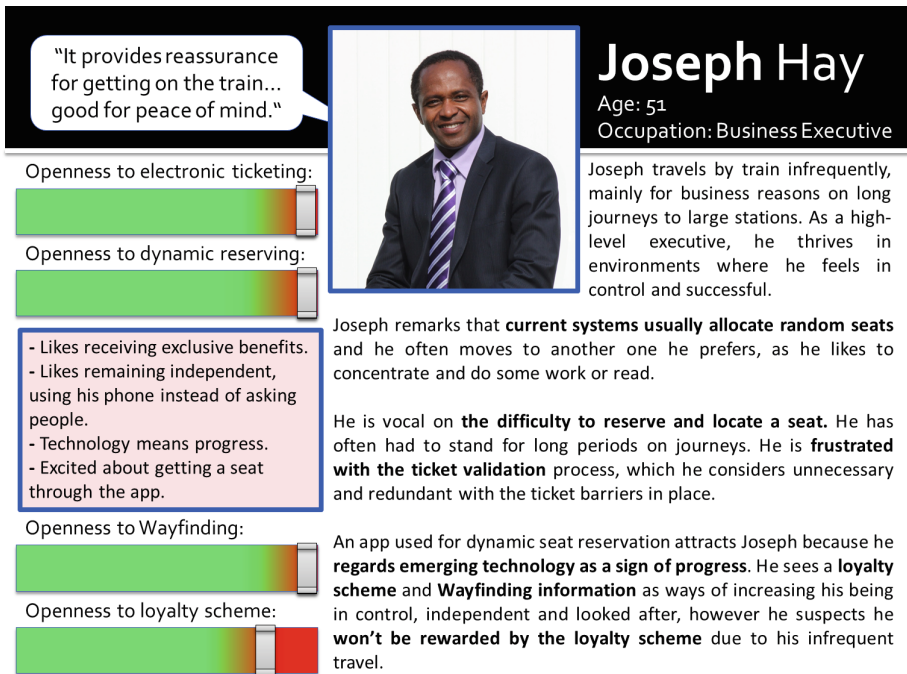 “It provides reassurance
for getting on the train...
good for peace of mind.“
Joseph Hay
Age: 51
Occupation: Business Executive
Openness to electronic ticketing:
Openness to dynamic reserving:
- Likes receiving exclusive benefits.
- Likes remaining independent,
using his phone instead of asking
people.
- Technology means progress.
- Excited about getting a seat
through the app.
Openness to Wayfinding:
Openness to loyalty scheme:
Joseph travels by train infrequently,
mainly for business reasons on long
journeys to large stations. As a high-
level executive, he thrives in
environments where he feels in
control and successful.
Joseph remarks that current systems usually allocate random seats
and he often moves to another one he prefers, as he likes to
concentrate and do some work or read.
He is vocal on the difficulty to reserve and locate a seat. He has
often had to stand for long periods on journeys. He is frustrated
with the ticket validation process, which he considers unnecessary
and redundant with the ticket barriers in place.
An app used for dynamic seat reservation attracts Joseph because he
regards emerging technology as a sign of progress. He sees a loyalty
scheme and Wayfinding information as ways of increasing his being
in control, independent and looked after, however he suspects he
won’t be rewarded by the loyalty scheme due to his infrequent
travel.